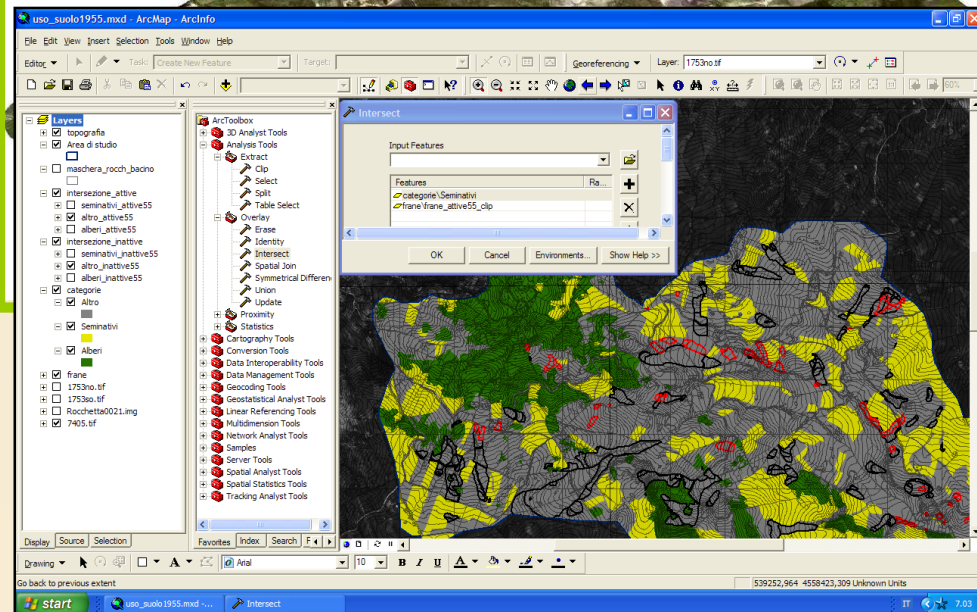 uso_suolo1955.mxd - ArcMap - ArcInfo
File Edit View Insert Selection Tools Window Help
Editor Task: Create New Feature Target: Georeferencing Layer: 1753no.tif
60%
Layers
topografia
Area di studio
maschera_rocch_bacino
intersezione_attive
seminativi_attive55
altro_attive55
alberi_attive55
intersezione_inattive
seminativi_inattive55
altro_inattive55
alberi_inattive55
categorie
Altro
Seminativi
Alberi
frane
1753no.tif
1753so.tif
Rocchetta0021.img
7405.tif
Display Source Selection
ArcToolbox
3D Analyst Tools
Analysis Tools
Extract
Clip
Select
Split
Table Select
Overlay
Erase
Identity
Intersect
Spatial Join
Symmetrical Differen
Union
Update
Proximity
Statistics
Cartography Tools
Conversion Tools
Data Interoperability Tools
Data Management Tools
Geocoding Tools
Geostatistical Analyst Tools
Linear Referencing Tools
Multidimension Tools
Network Analyst Tools
Samples
Server Tools
Spatial Analyst Tools
Spatial Statistics Tools
Tracking Analyst Tools
Favorites Index Search F
Intersect
Input Features
Features Ra...
categorie\Seminativi
frane\frane_attive55_clip
OK Cancel Environments... Show Help >>
Drawing A Arial 10 B I U A
Go back to previous extent 539252,964 4558423,309 Unknown Units
start uso_suolo1955.mxd -... Intersect IT 7.03